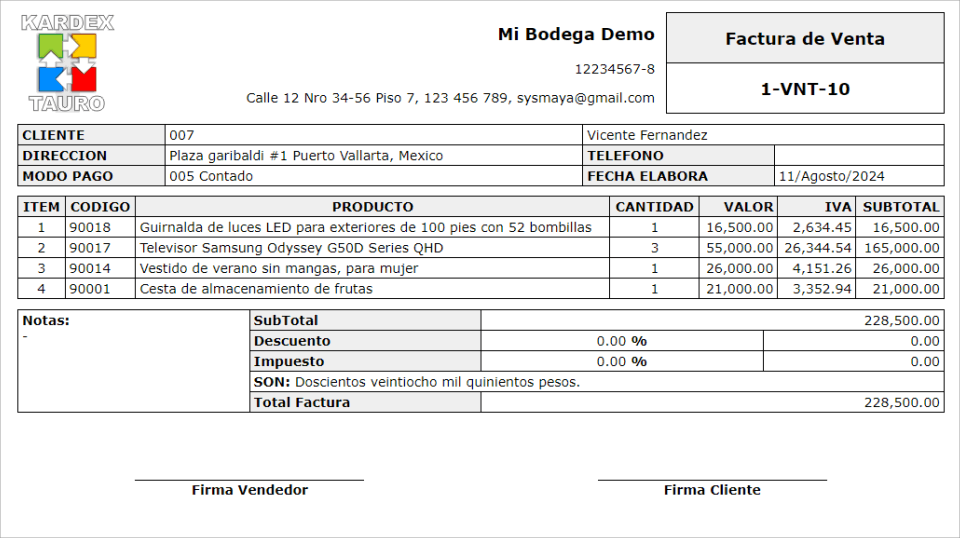 KARDEX
TAURO
Mi Bodega Demo
12234567-8
Calle 12 Nro 34-56 Piso 7, 123 456 789, sysmaya@gmail.com
Factura de Venta
1-VNT-10
CLIENTE 007 Vicente Fernandez
DIRECCION Plaza garibaldi #1 Puerto Vallarta, Mexico TELEFONO
MODO PAGO 005 Contado FECHA ELABORA 11/Agosto/2024
ITEM CODIGO PRODUCTO CANTIDAD VALOR IVA SUBTOTAL
1 90018 Guirnalda de luces LED para exteriores de 100 pies con 52 bombillas 1 16,500.00 2,634.45 16,500.00
2 90017 Televisor Samsung Odyssey G50D Series QHD 3 55,000.00 26,344.54 165,000.00
3 90014 Vestido de verano sin mangas, para mujer 1 26,000.00 4,151.26 26,000.00
4 90001 Cesta de almacenamiento de frutas 1 21,000.00 3,352.94 21,000.00
Notas:
-
SubTotal 228,500.00
Descuento 0.00 % 0.00
Impuesto 0.00 % 0.00
SON: Doscientos veintiocho mil quinientos pesos.
Total Factura 228,500.00
Firma Vendedor Firma Cliente